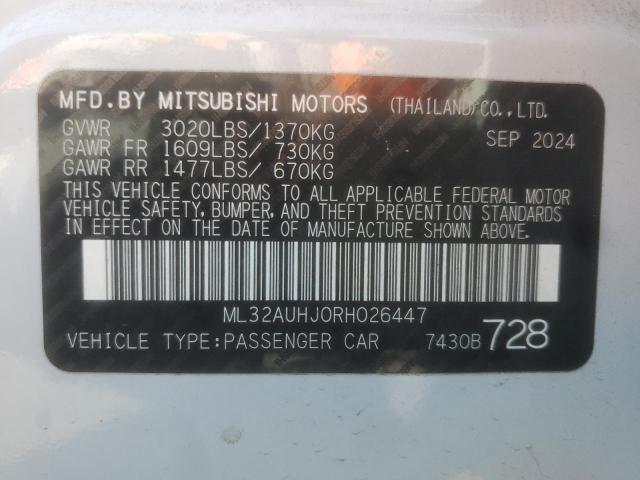 MFD.BY MITSUBISHI MOTORS (THAILAND) CO.,LTD.
GVWR 3020LBS/1370KG SEP 2024
GAWR FR 1609LBS/ 730KG
GAWR RR 1477LBS/ 670KG
THIS VEHICLE CONFORMS TO ALL APPLICABLE FEDERAL MOTOR
VEHICLE SAFETY, BUMPER, AND THEFT PREVENTION STANDARDS
IN EFFECT ON THE DATE OF MANUFACTURE SHOWN ABOVE.
ML32AUHJ0RH026447
VEHICLE TYPE:PASSENGER CAR 7430B 728